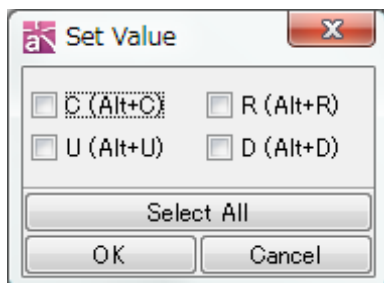 Set Value
C (Alt+C) R (Alt+R)
U (Alt+U) D (Alt+D)
Select All
OK Cancel